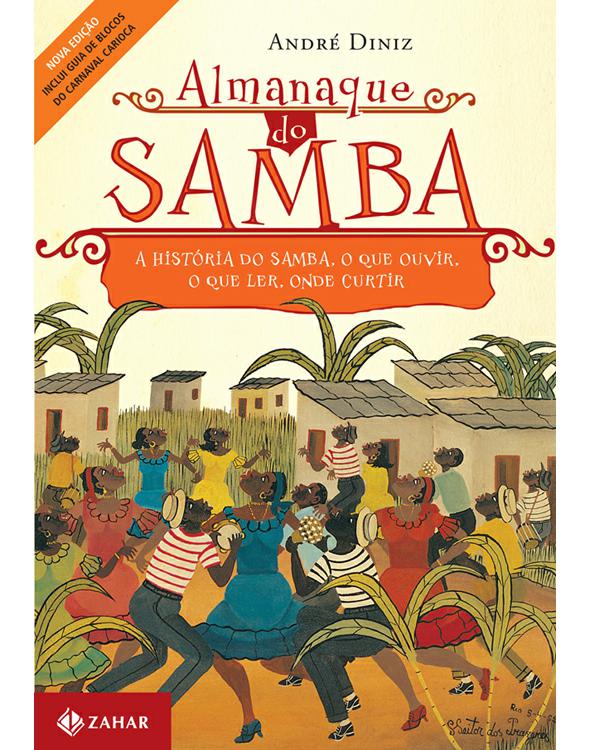 NOVA EDIÇÃO
INCLUI GUIA DE BLOCOS
DO CARNAVAL CARIOCA
ANDRÉ DINIZ
Almanaque
do
SAMBA
A HISTÓRIA DO SAMBA, O QUE OUVIR,
O QUE LER, ONDE CURTIR
ZAHAR
Rio
Heitor dos Prazeres